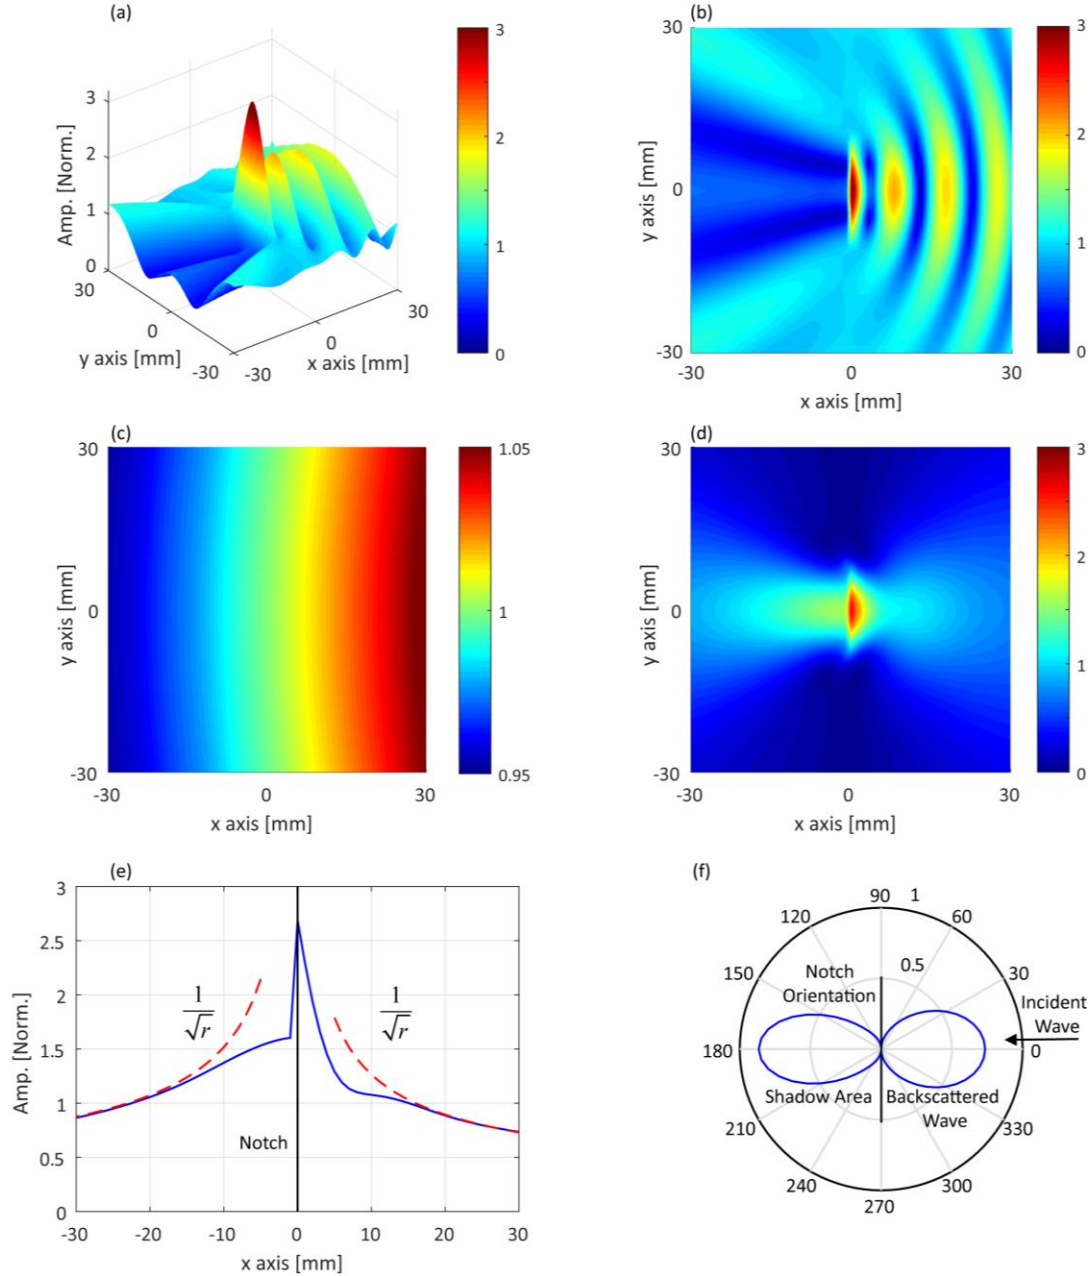 (a)
3
2
1
0
Amp. [Norm.]
30
0
-30
y axis [mm]
-30
0
30
x axis [mm]
3
2
1
0
(b)
30
0
-30
y axis [mm]
-30
0
30
x axis [mm]
3
2
1
0
(c)
30
0
-30
y axis [mm]
-30
0
30
x axis [mm]
1.05
1
0.95
(d)
30
0
-30
y axis [mm]
-30
0
30
x axis [mm]
3
2
1
0
(e)
3
2.5
2
1.5
1
0.5
0
Amp. [Norm.]
1
√r
1
√r
Notch
-30
-20
-10
0
10
20
30
x axis [mm]
(f)
90
1
120
60
0.5
150
30
Notch
Orientation
Incident
Wave
180
0
Shadow Area
Backscattered
Wave
210
330
240
300
270